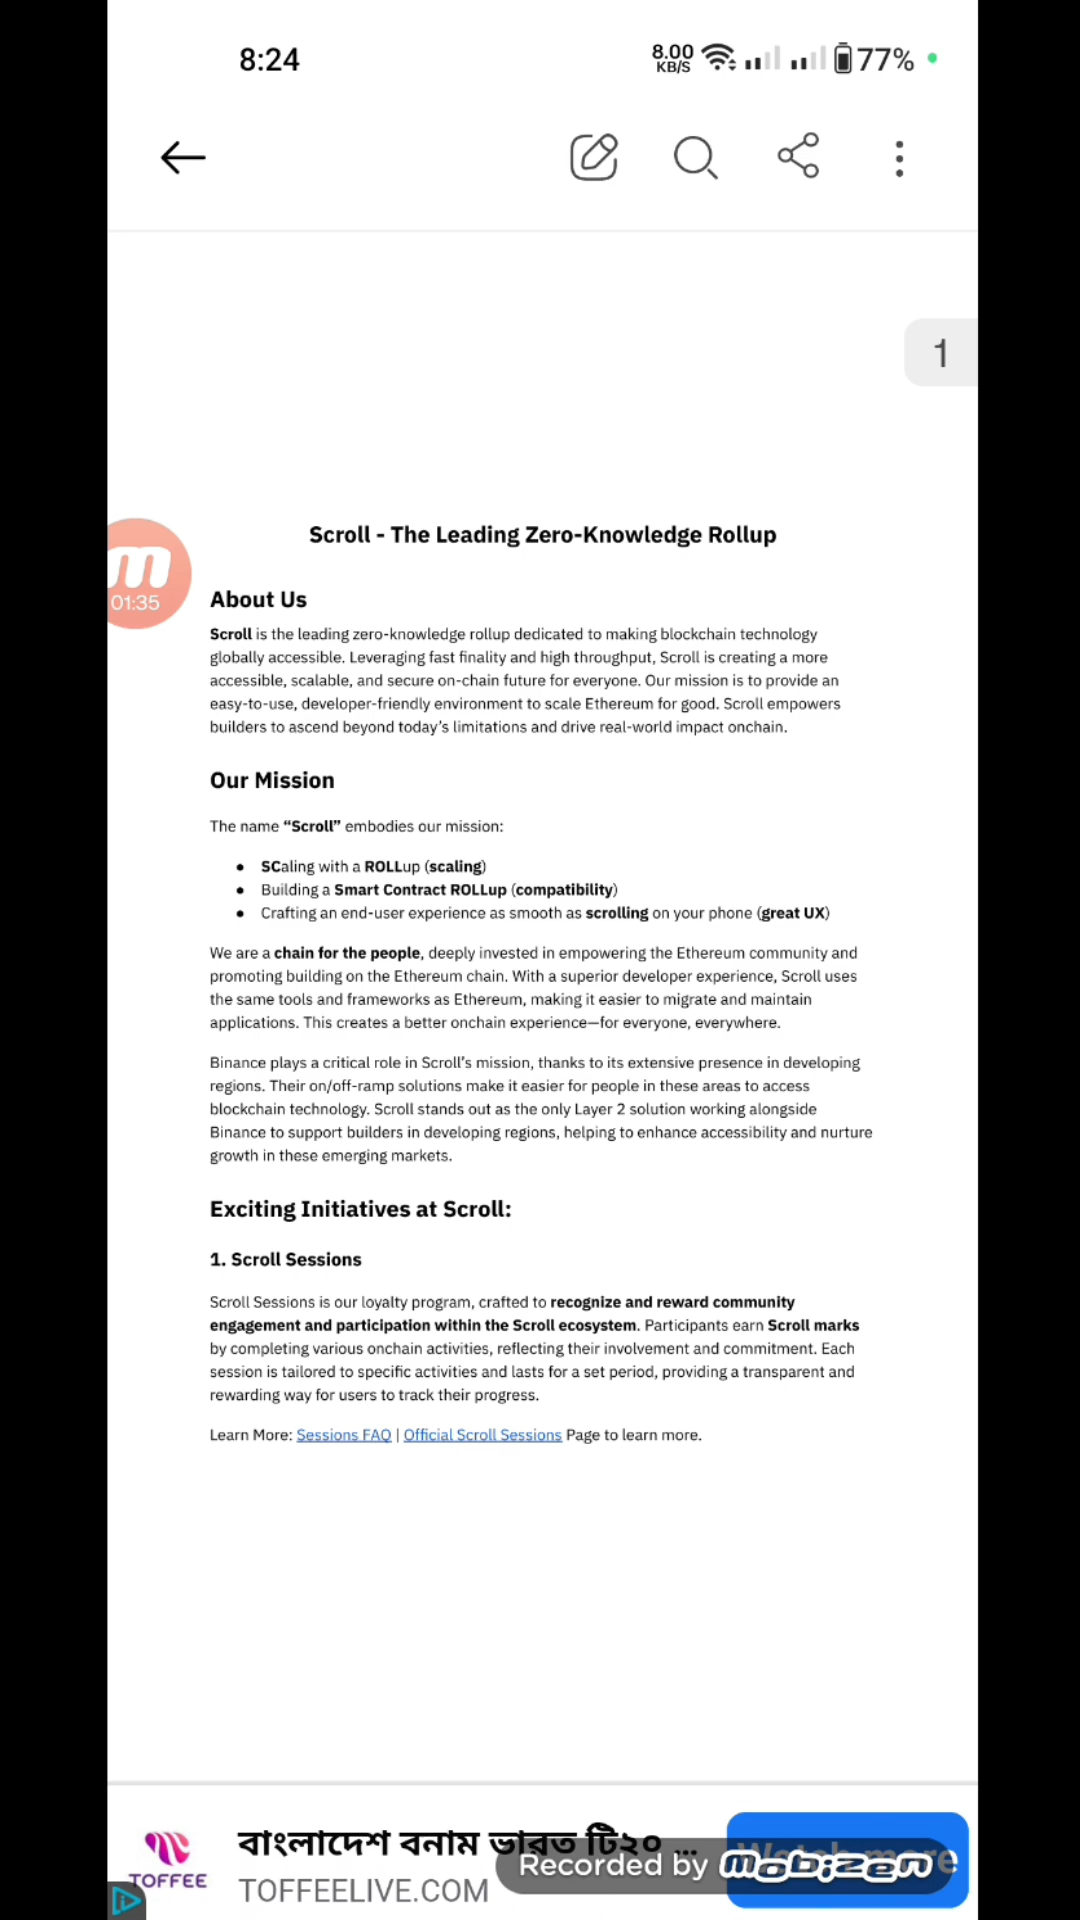 8:24
8.00
KB/S
77%
1
Scroll - The Leading Zero-Knowledge Rollup
01:35
About Us
Scroll is the leading zero-knowledge rollup dedicated to making blockchain technology
globally accessible. Leveraging fast finality and high throughput, Scroll is creating a more
accessible, scalable, and secure on-chain future for everyone. Our mission is to provide an
easy-to-use, developer-friendly environment to scale Ethereum for good. Scroll empowers
builders to ascend beyond today's limitations and drive real-world impact onchain.
Our Mission
The name “Scroll” embodies our mission:
• SCaling with a ROLLup (scaling)
• Building a Smart Contract ROLLup (compatibility)
• Crafting an end-user experience as smooth as scrolling on your phone (great UX)
We are a chain for the people, deeply invested in empowering the Ethereum community and
promoting building on the Ethereum chain. With a superior developer experience, Scroll uses
the same tools and frameworks as Ethereum, making it easier to migrate and maintain
applications. This creates a better onchain experience—for everyone, everywhere.
Binance plays a critical role in Scroll's mission, thanks to its extensive presence in developing
regions. Their on/off-ramp solutions make it easier for people in these areas to access
blockchain technology. Scroll stands out as the only Layer 2 solution working alongside
Binance to support builders in developing regions, helping to enhance accessibility and nurture
growth in these emerging markets.
Exciting Initiatives at Scroll:
1. Scroll Sessions
Scroll Sessions is our loyalty program, crafted to recognize and reward community
engagement and participation within the Scroll ecosystem. Participants earn Scroll marks
by completing various onchain activities, reflecting their involvement and commitment. Each
session is tailored to specific activities and lasts for a set period, providing a transparent and
rewarding way for users to track their progress.
Learn More: Sessions FAQ | Official Scroll Sessions Page to learn more.
বাংলাদেশ বনাম ভারত টি২০ ...
TOFFEE
TOFFEELIVE.COM
Recorded by mobizen